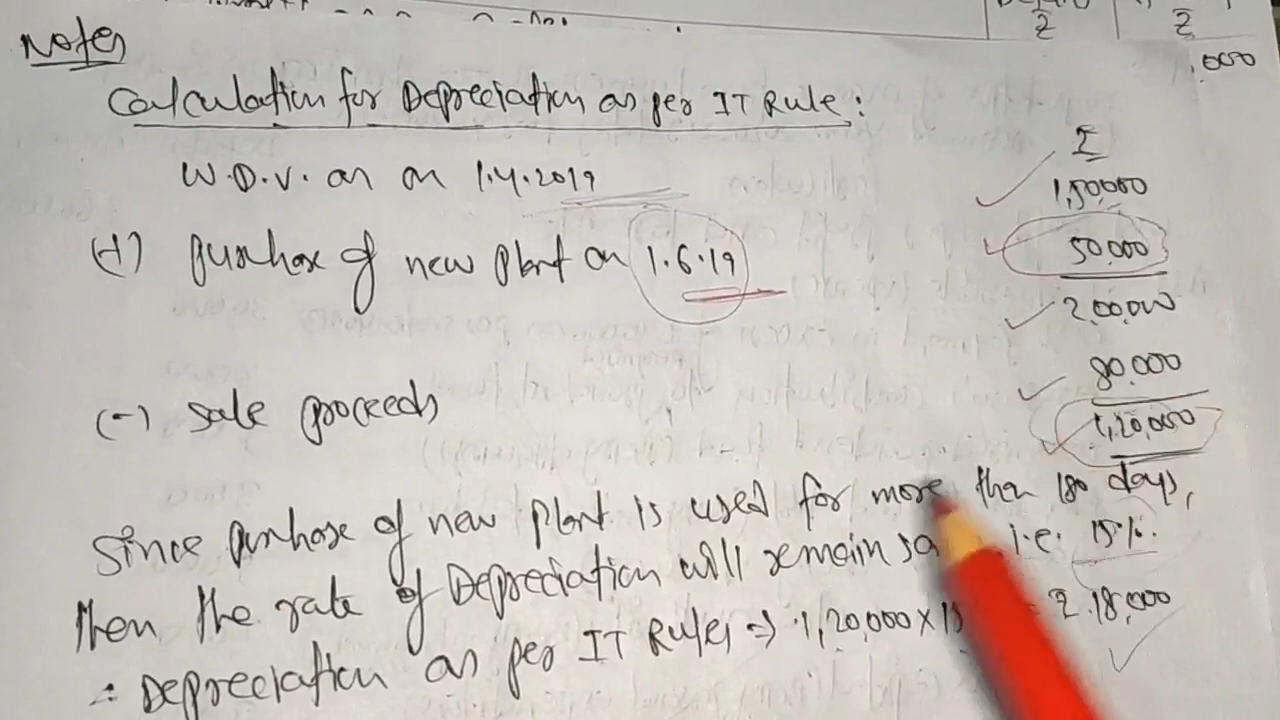 Notes
,000
Calculation for Depreciation as per IT Rule:
₹
W.D.V. as on 1.4.2019 1,50,000
(+) purchase of new plant on 1.6.19 50,000
2,00,000
(-) sale proceeds 80,000
1,20,000
Since purchase of new plant is used for more than 180 days,
then the rate of Depreciation will remain i.e. 15%.
∴ Depreciation as per IT Rules ⇒ 1,20,000 × ₹ 18,000